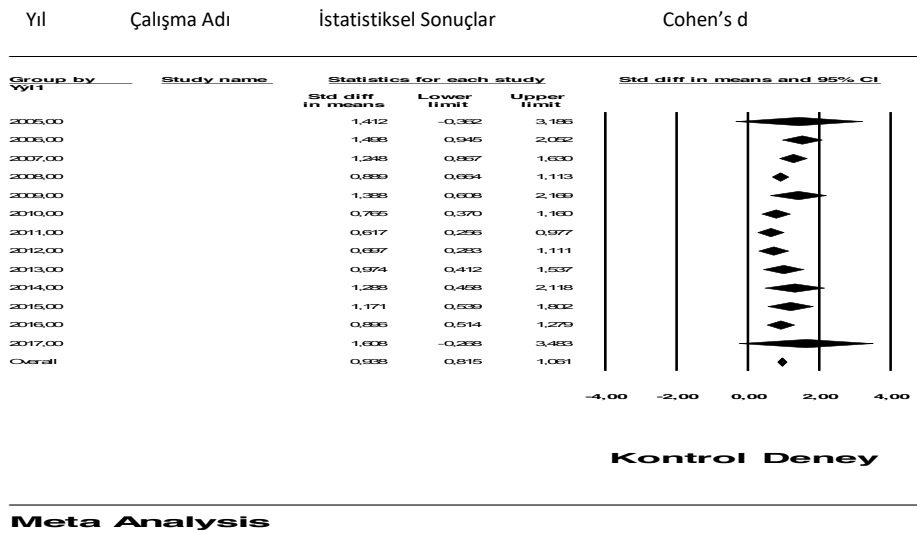 Yıl Çalışma Adı İstatistiksel Sonuçlar Cohen’s d
Group by Study name Statistics for each study Std diff in means and 95% CI
Yýl1
Std diff Lower Upper
in means limit limit
2005,00 1,412 -0,362 3,186
2006,00 1,498 0,945 2,052
2007,00 1,248 0,867 1,630
2008,00 0,889 0,664 1,113
2009,00 1,388 0,608 2,169
2010,00 0,765 0,370 1,160
2011,00 0,617 0,256 0,977
2012,00 0,697 0,283 1,111
2013,00 0,974 0,412 1,537
2014,00 1,288 0,458 2,118
2015,00 1,171 0,539 1,802
2016,00 0,896 0,514 1,279
2017,00 1,608 -0,268 3,483
Overall 0,938 0,815 1,061
-4,00 -2,00 0,00 2,00 4,00
Kontrol Deney
Meta Analysis